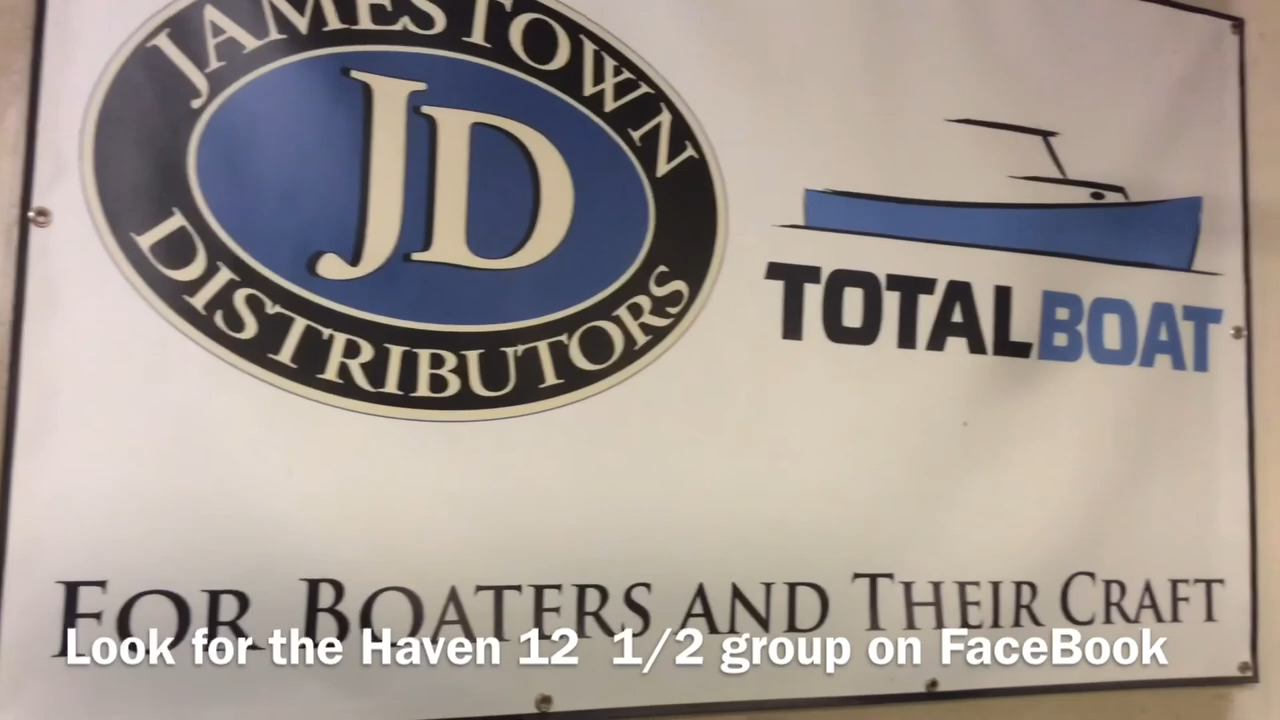 JAMESTOWN
JD
DISTRIBUTORS
TOTALBOAT
FOR BOATERS AND THEIR CRAFT
Look for the Haven 12 1/2 group on FaceBook